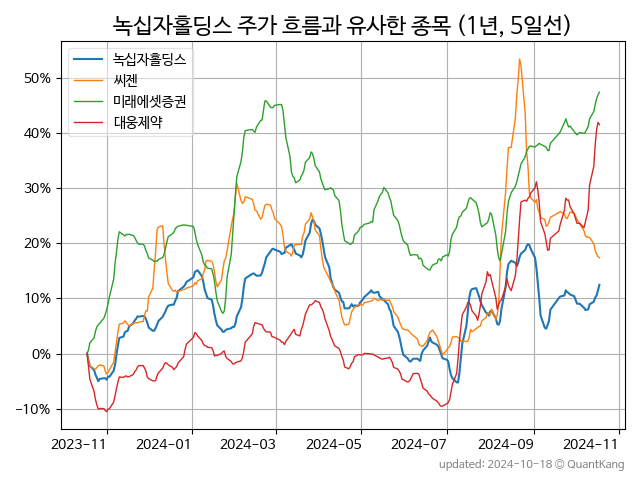 녹십자홀딩스 주가 흐름과 유사한 종목 (1년, 5일선)
녹십자홀딩스
씨젠
미래에셋증권
대웅제약
50%
40%
30%
20%
10%
0%
−10%
2023−11
2024−01
2024−03
2024−05
2024−07
2024−09
2024−11
updated: 2024-10-18 © QuantKang